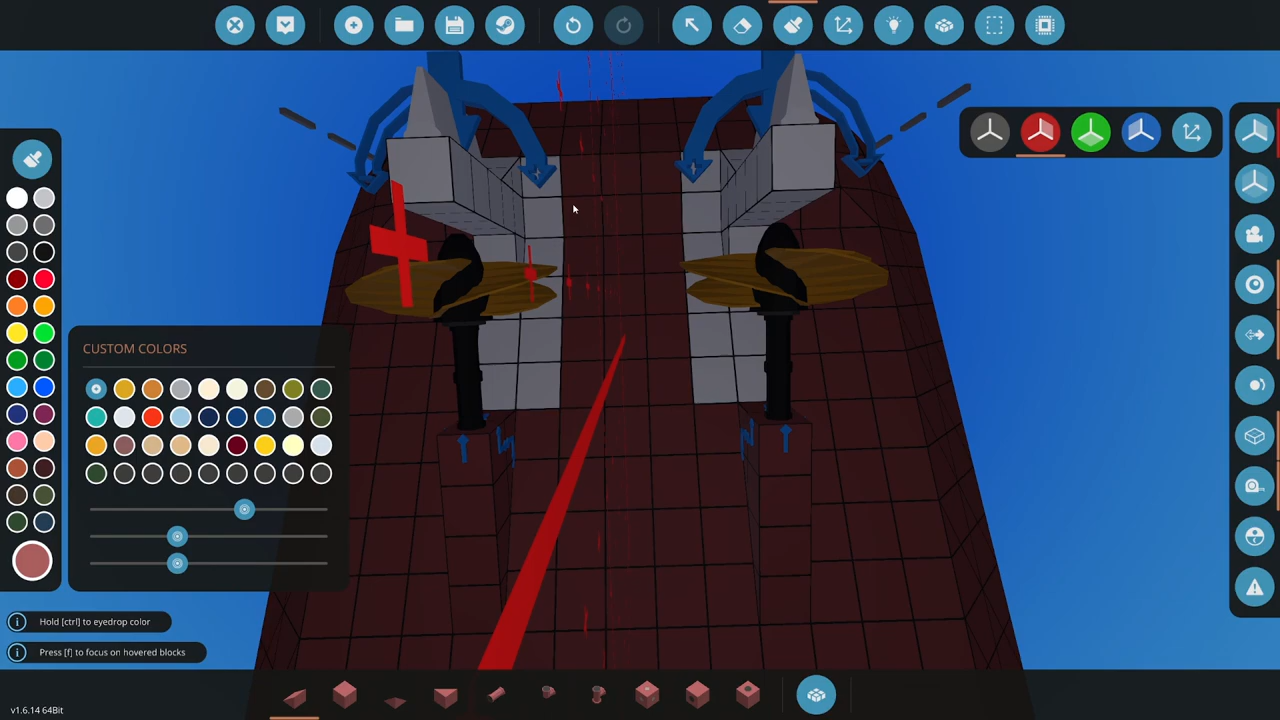 CUSTOM COLORS
Hold [ctrl] to eyedrop color
Press [f] to focus on hovered blocks
v1.6.14 64Bit